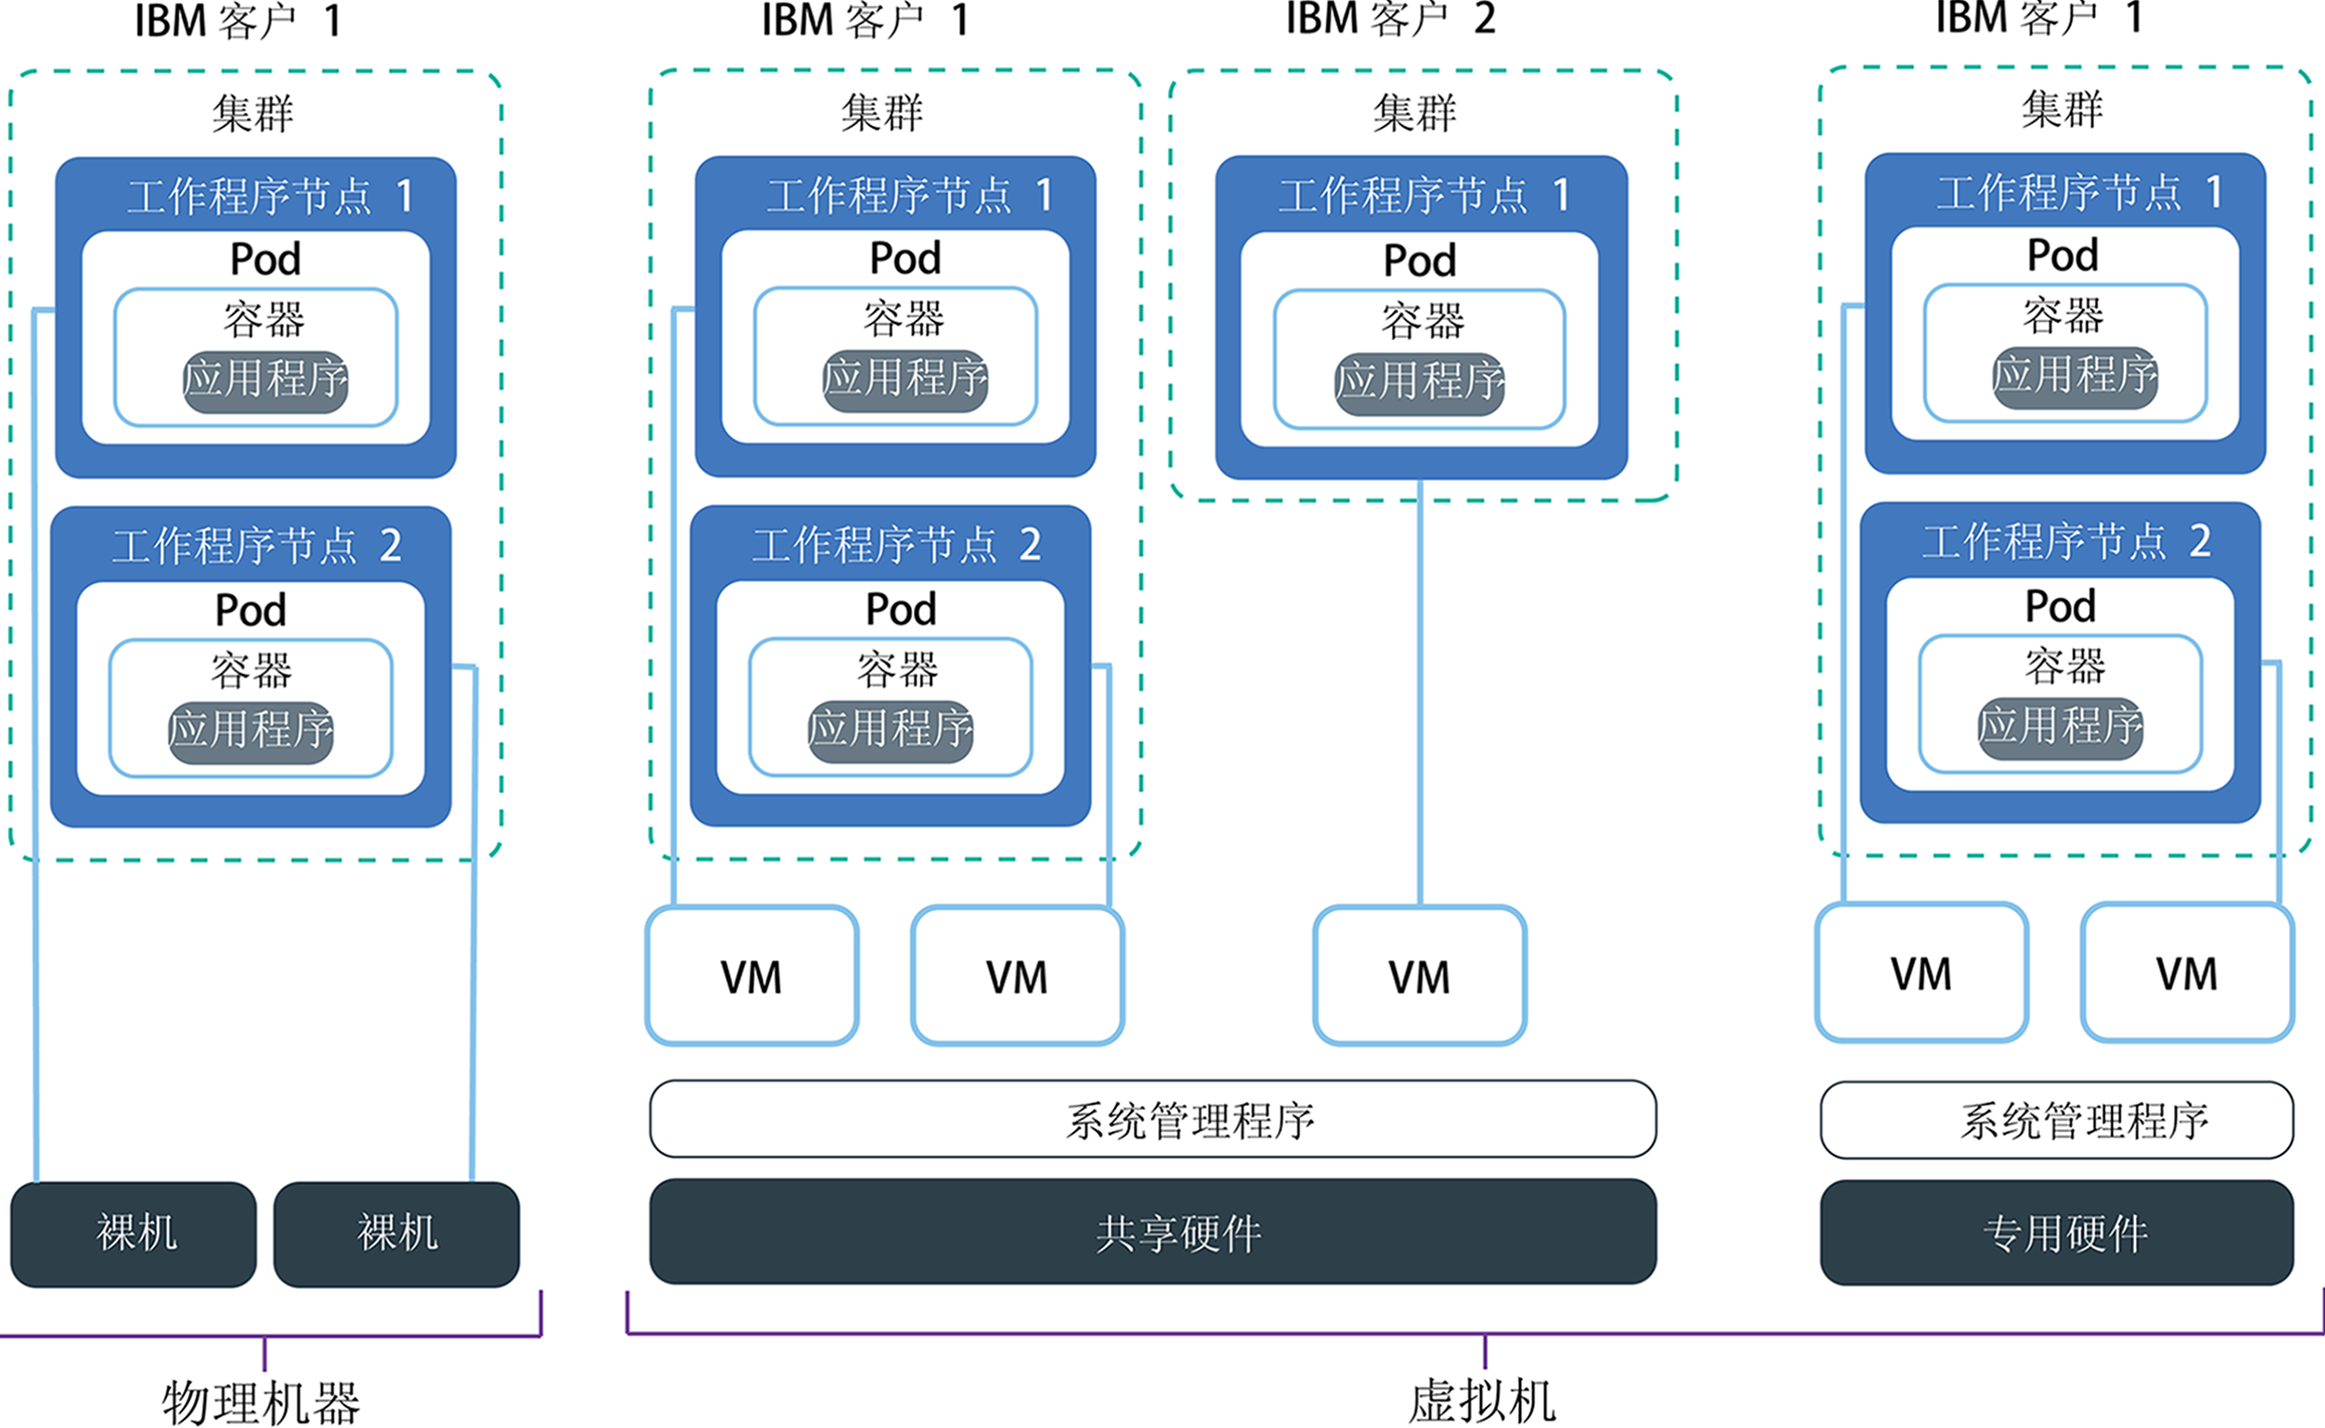 IBM 客户 1
集群
工作程序节点 1
Pod
容器
应用程序
工作程序节点 2
Pod
容器
应用程序
裸机
裸机
物理机器
IBM 客户 1
集群
工作程序节点 1
Pod
容器
应用程序
工作程序节点 2
Pod
容器
应用程序
VM
VM
IBM 客户 2
集群
工作程序节点 1
Pod
容器
应用程序
VM
系统管理程序
共享硬件
IBM 客户 1
集群
工作程序节点 1
Pod
容器
应用程序
工作程序节点 2
Pod
容器
应用程序
VM
VM
系统管理程序
专用硬件
虚拟机